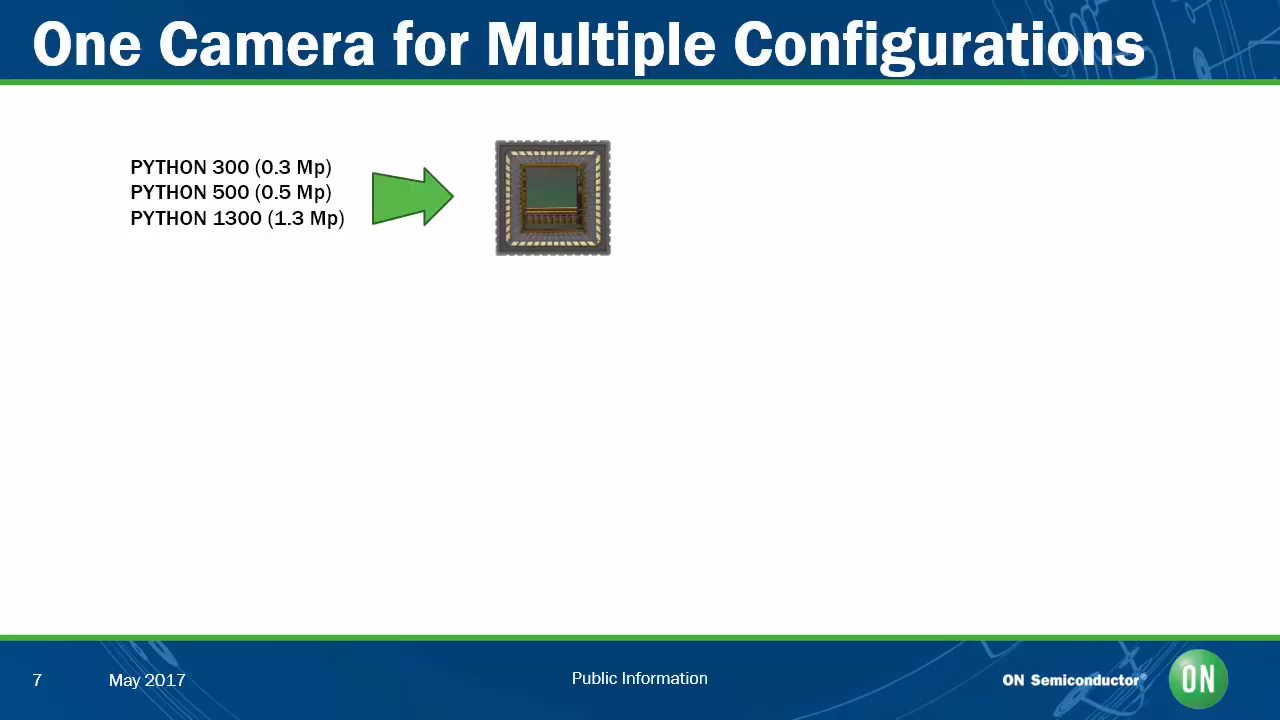 One Camera for Multiple Configurations
PYTHON 300 (0.3 Mp)
PYTHON 500 (0.5 Mp)
PYTHON 1300 (1.3 Mp)
7
May 2017
Public Information
ON Semiconductor®
ON